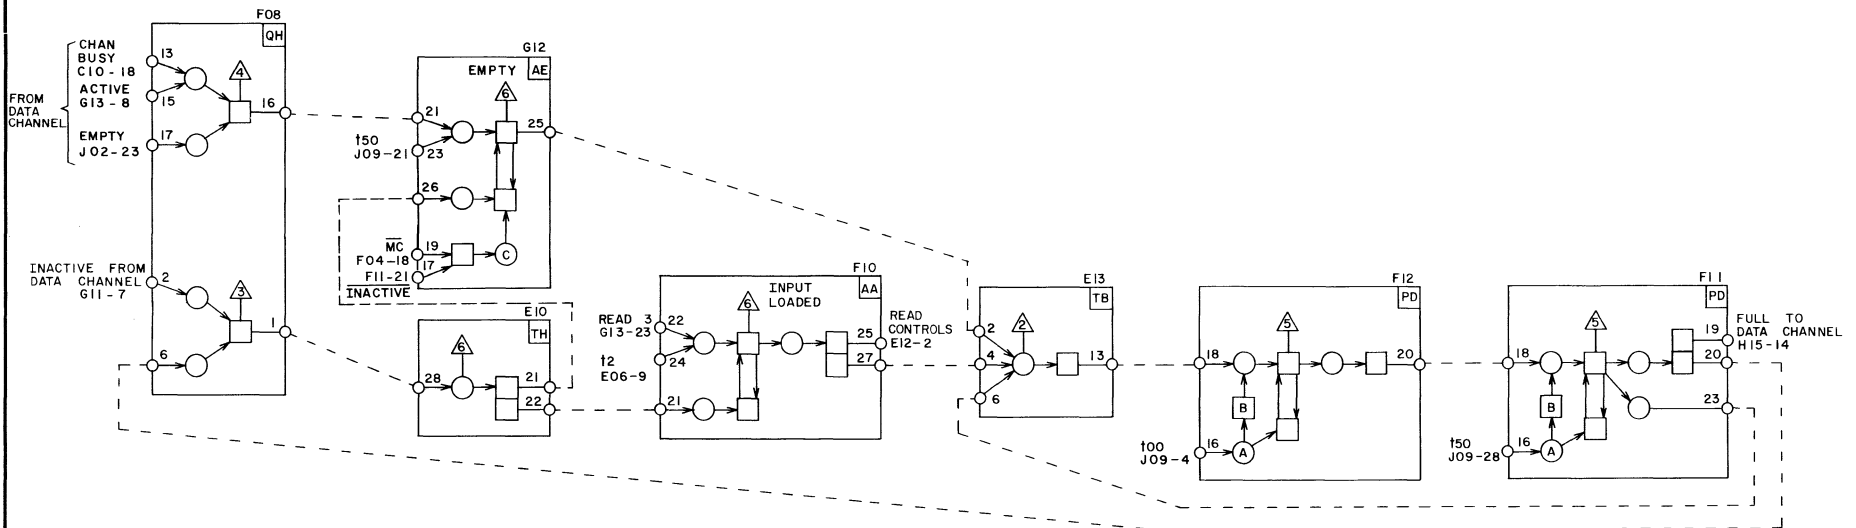 F08
QH
CHAN
BUSY
C10-18
13
4
ACTIVE
G13-8
15
16
FROM
DATA
CHANNEL
EMPTY
J02-23
17
INACTIVE FROM
DATA CHANNEL
G11-7
2
3
1
6
G12
AE
EMPTY
6
21
25
t50
J09-21
23
26
MC
F04-18
19
C
F11-21
17
INACTIVE
E10
TH
6
28
21
22
F10
AA
INPUT
LOADED
6
READ 3
G13-23
22
t2
E06-9
24
25
READ
CONTROLS
E12-2
27
21
E13
TB
2
2
4
13
6
F12
PD
5
18
20
B
t00
J09-4
16
A
F11
PD
5
19
FULL TO
DATA CHANNEL
H15-14
18
20
B
23
t50
J09-28
16
A